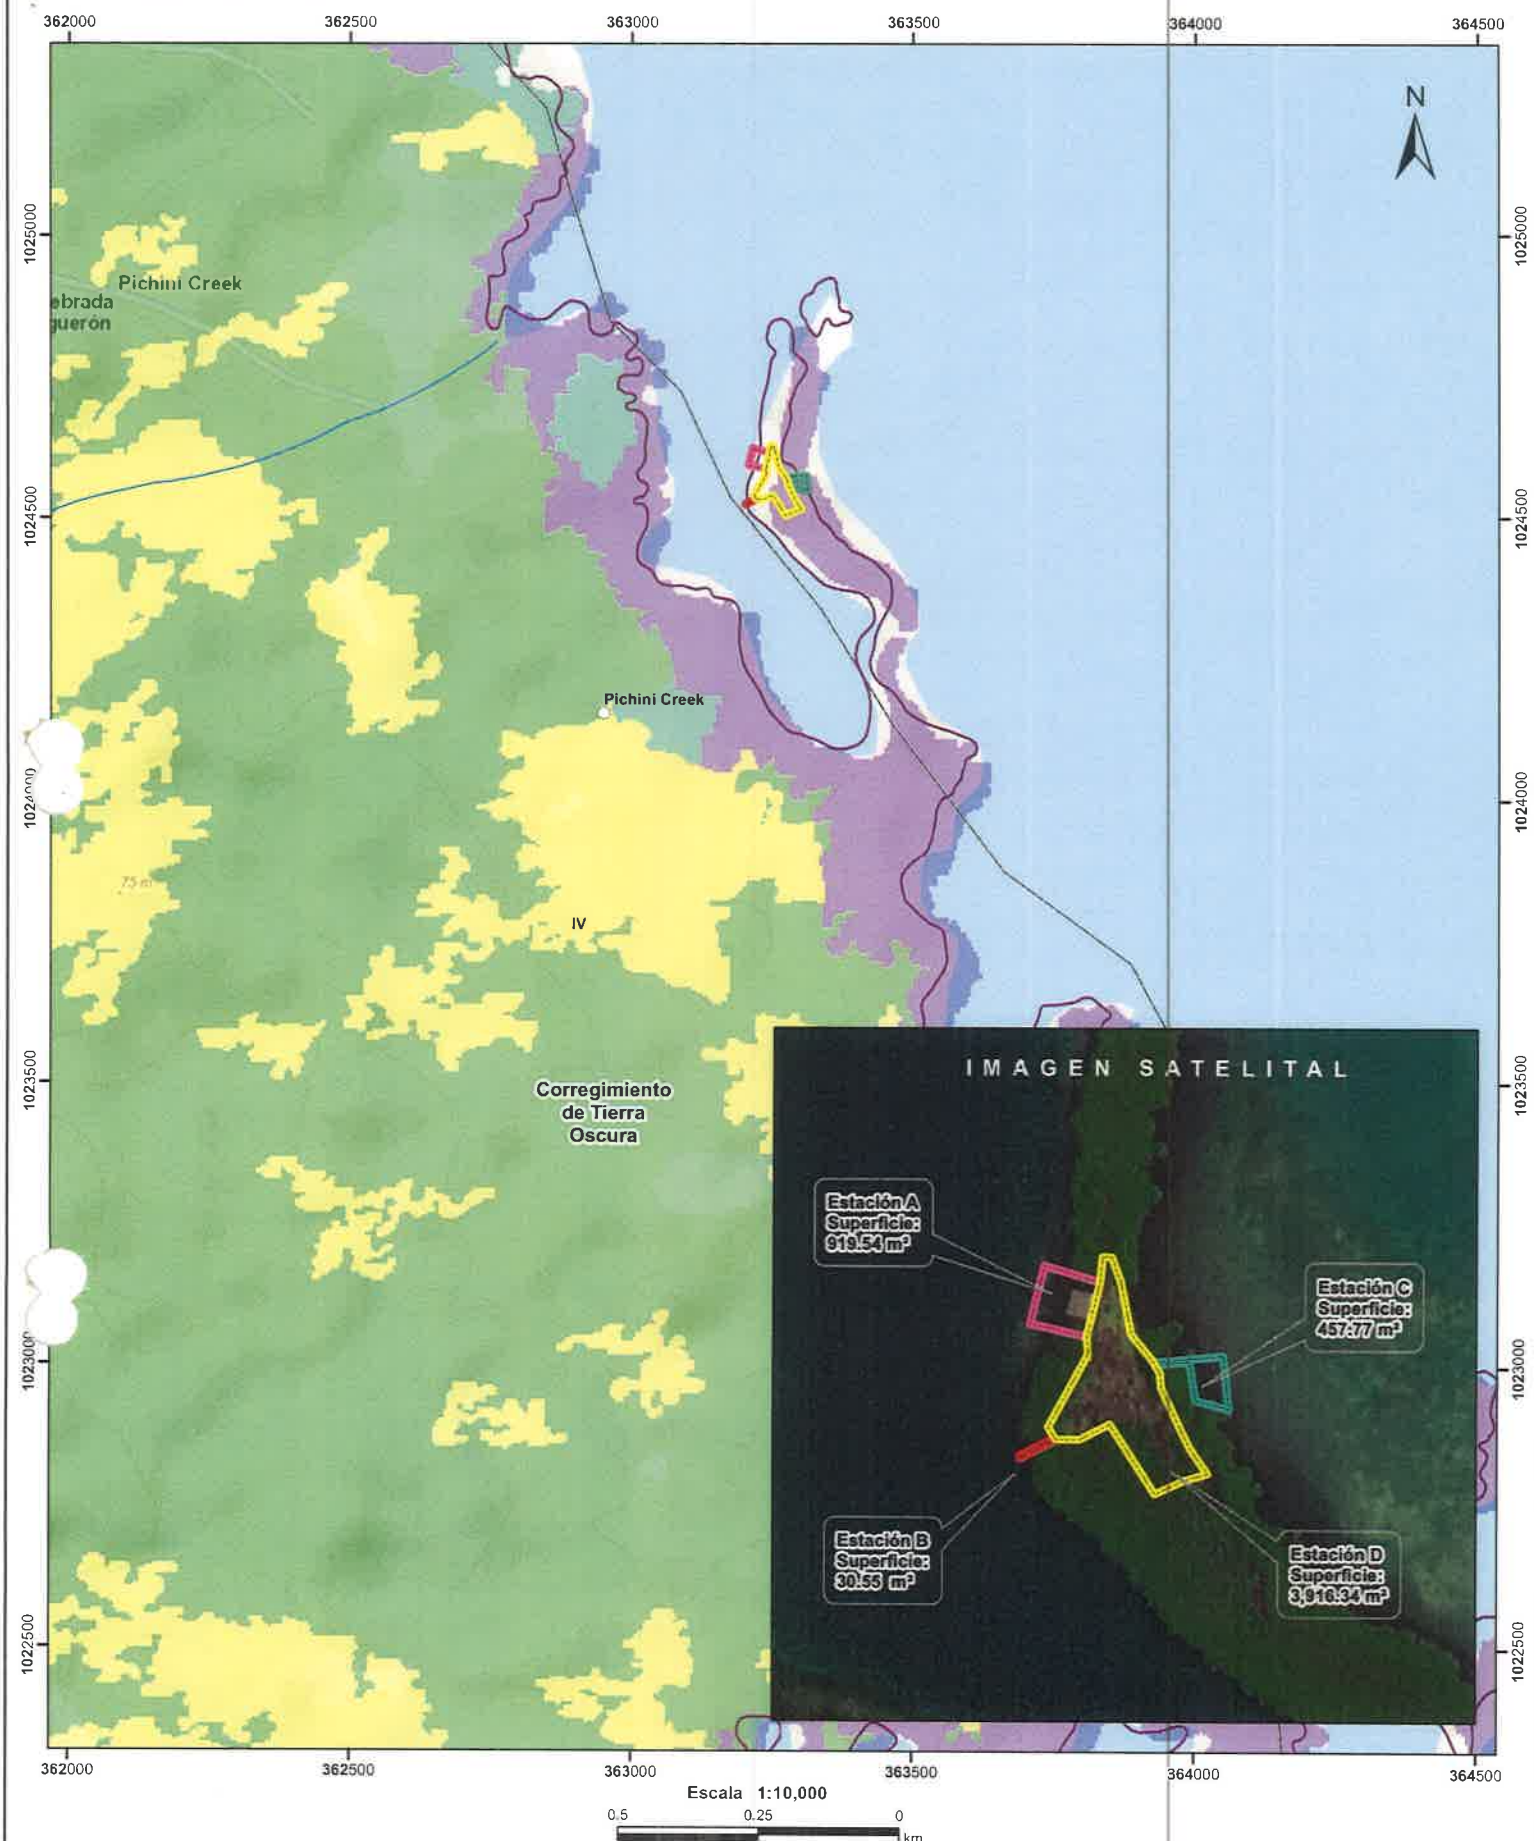 362000 362500 363000 363500 364000 364500
N
1025000 1025000
Pichini Creek
ebrada
guerón
1024500 1024500
Pichini Creek
1024000
75 m
IV
1023500 1023500
Corregimiento
de Tierra
Oscura
IMAGEN SATELITAL
Estación A
Superficie:
919.54 m²
Estación C
Superficie:
457.77 m²
1023000 1023000
Estación B
Superficie:
30.55 m²
Estación D
Superficie:
3,916.34 m²
1022500 1022500
362000 362500 363000 363500 364000 364500
Escala 1:10,000
0.5 0.25 0
km